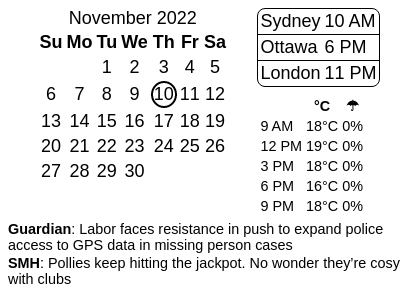 November 2022
Su Mo Tu We Th Fr Sa
1 2 3 4 5
6 7 8 9 10 11 12
13 14 15 16 17 18 19
20 21 22 23 24 25 26
27 28 29 30
Sydney 10 AM
Ottawa 6 PM
London 11 PM
°C ☂
9 AM 18°C 0%
12 PM 19°C 0%
3 PM 18°C 0%
6 PM 16°C 0%
9 PM 18°C 0%
Guardian: Labor faces resistance in push to expand police
access to GPS data in missing person cases
SMH: Pollies keep hitting the jackpot. No wonder they're cosy
with clubs